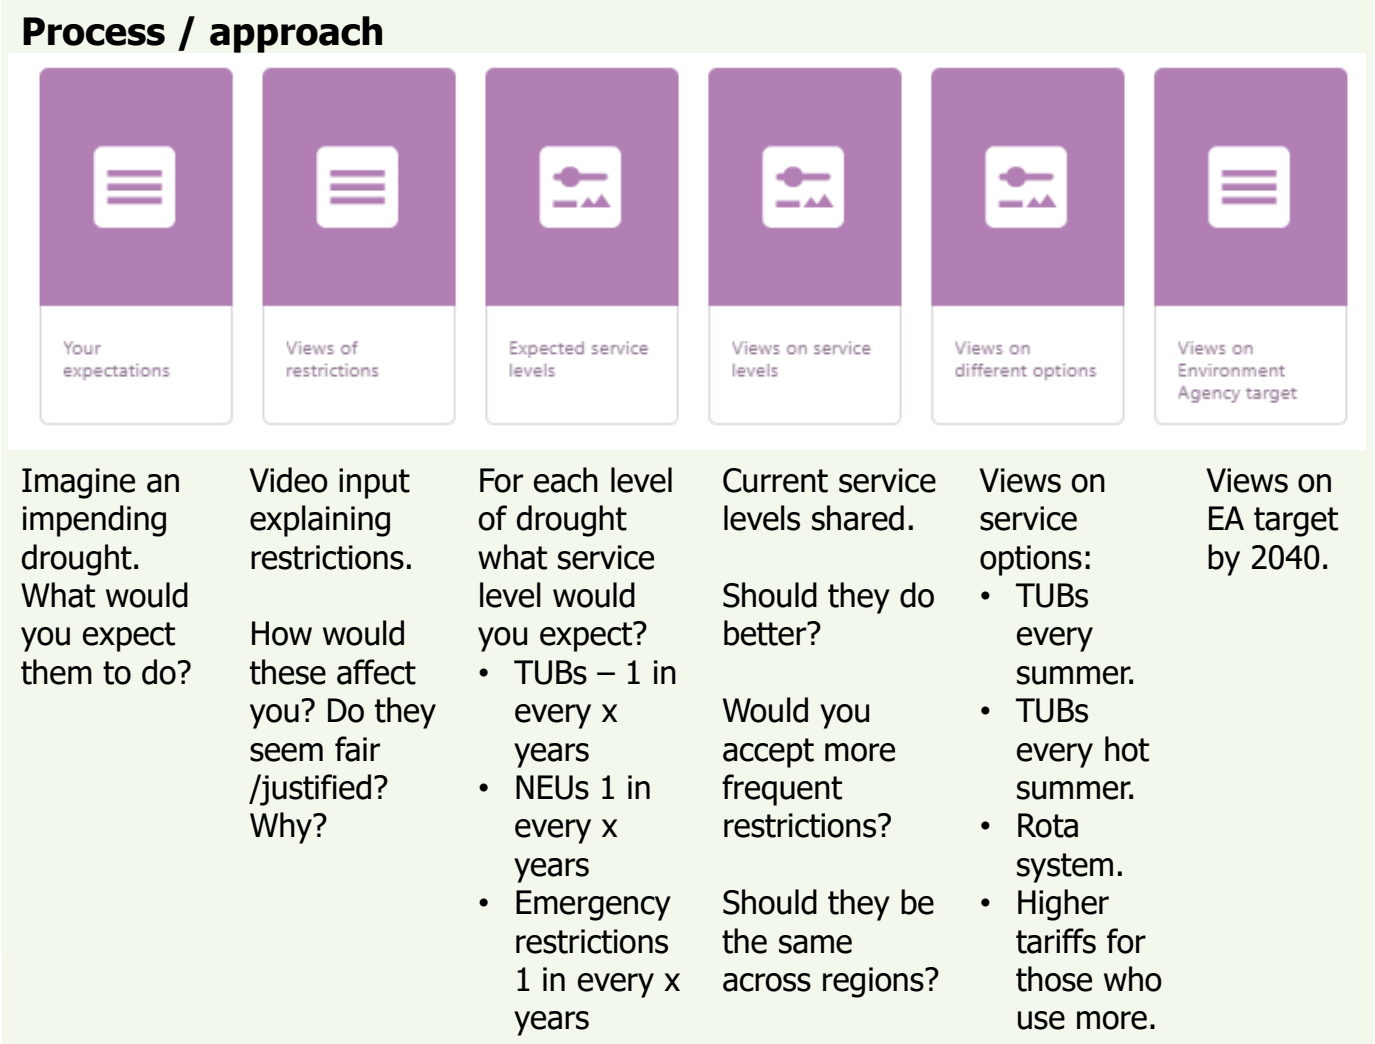 Process / approach
Your
expectations
Views of
restrictions
Expected service
levels
Views on service
levels
Views on
different options
Views on
Environment
Agency target
Imagine an
impending
drought.
What would
you expect
them to do?
Video input
explaining
restrictions.
How would
these affect
you? Do they
seem fair
/justified?
Why?
For each level
of drought
what service
level would
you expect?
• TUBs – 1 in
every x
years
• NEUs 1 in
every x
years
• Emergency
restrictions
1 in every x
years
Current service
levels shared.
Should they do
better?
Would you
accept more
frequent
restrictions?
Should they be
the same
across regions?
Views on
service
options:
• TUBs
every
summer.
• TUBs
every hot
summer.
• Rota
system.
• Higher
tariffs for
those who
use more.
Views on
EA target
by 2040.